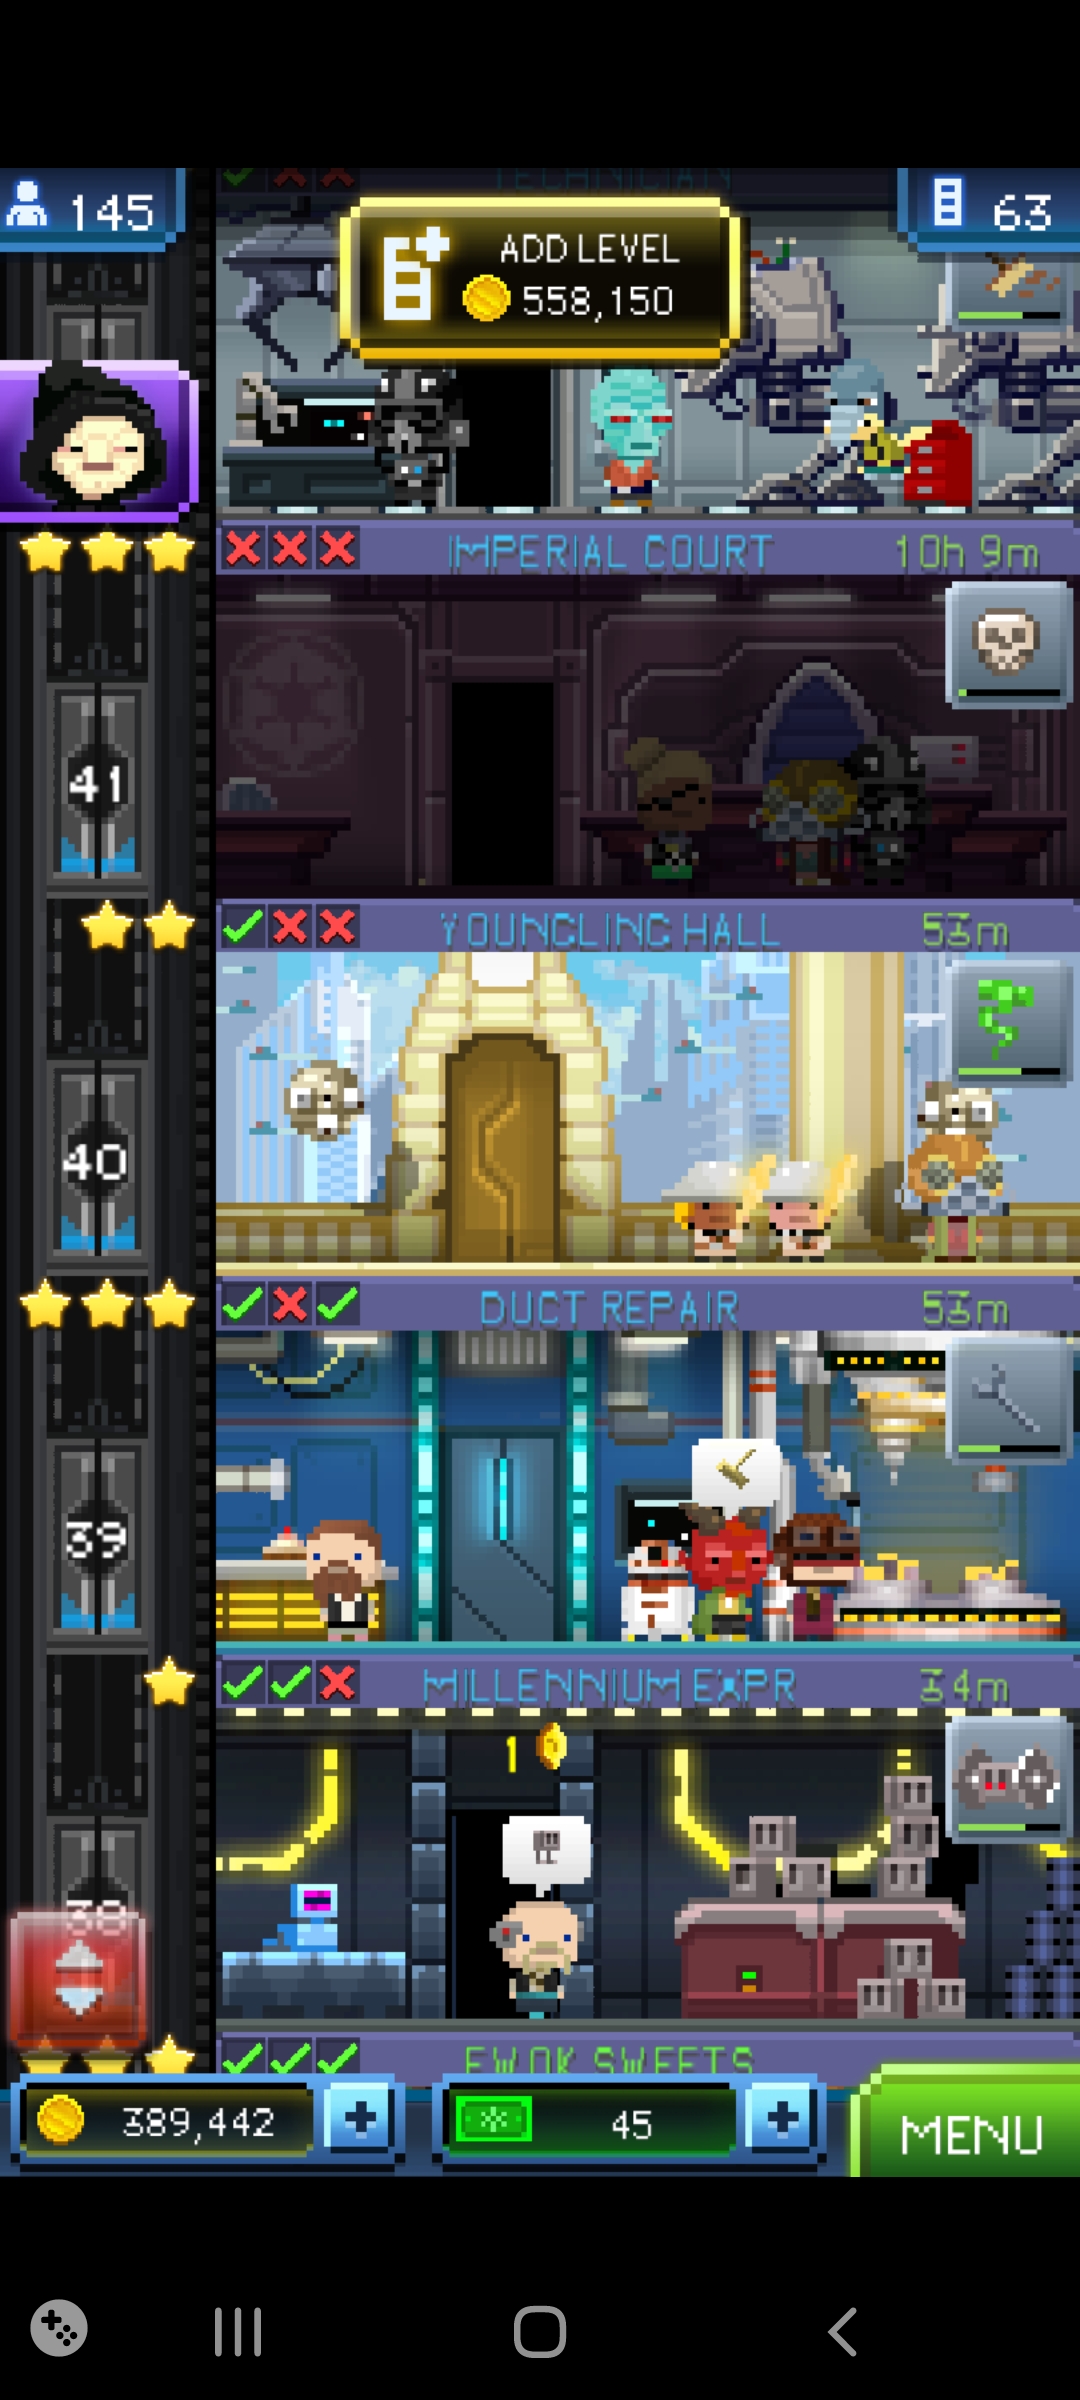 TECHNICIAN
145
63
ADD LEVEL
558,150
IMPERIAL COURT 10h 9m
41
YOUNGLING HALL 53m
40
DUCT REPAIR 53m
39
MILLENNIUM EXPR 34m
1
38
EWOK SWEETS
389,442
45
MENU